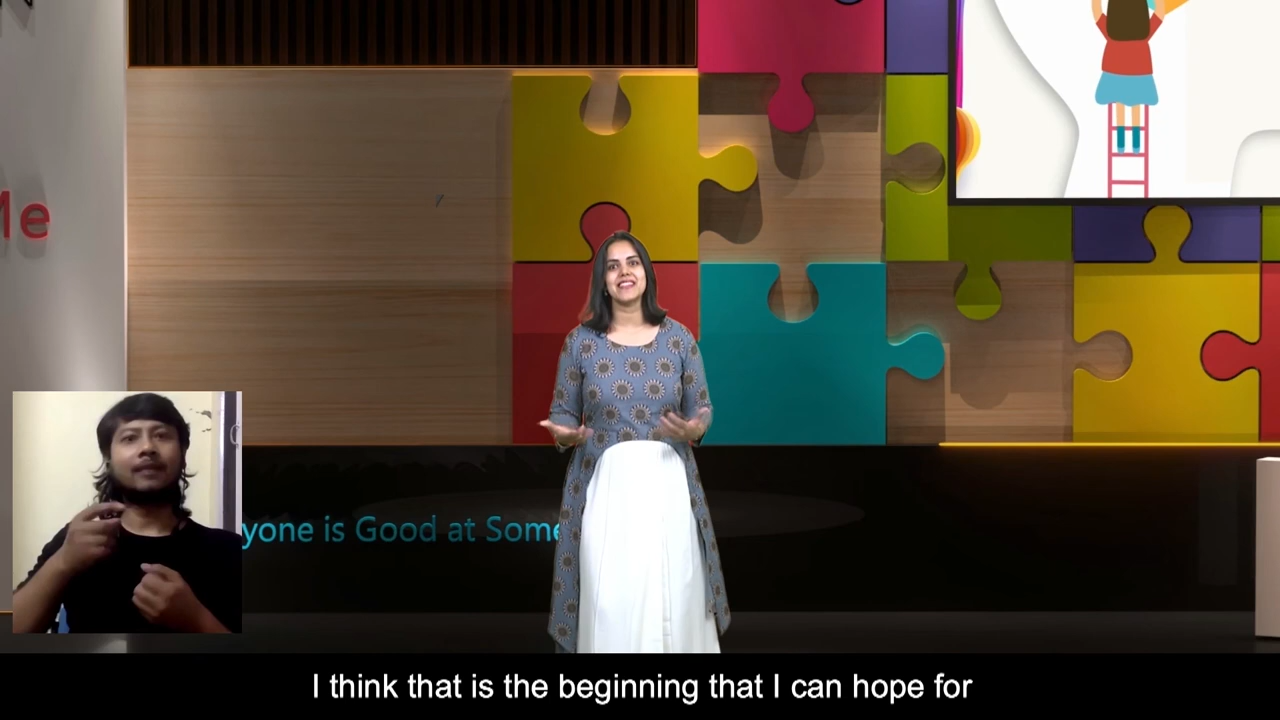 Me
yone is Good at Some
I think that is the beginning that I can hope for